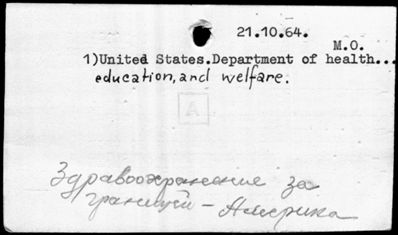 21.10.64.
M.O.
1)United States.Department of health...
education, and welfare.
A
Здравоохранение за
границей - Америка